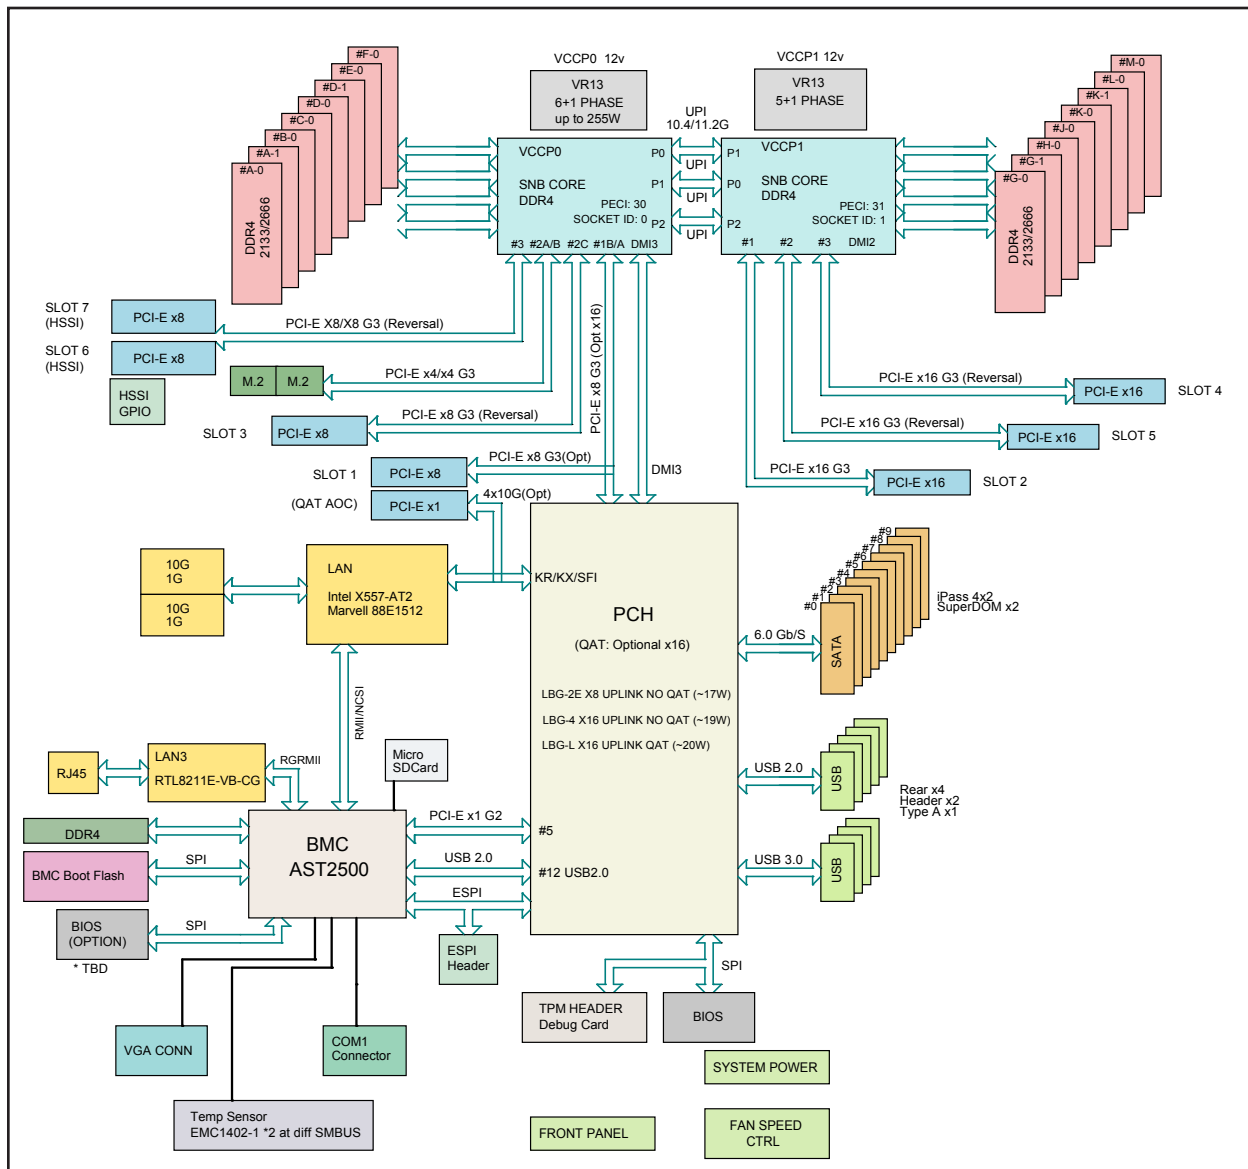 VCCP0 12v
VR13
6+1 PHASE
up to 255W
VCCP1 12v
VR13
5+1 PHASE
#F-0
#E-0
#D-1
#D-0
#C-0
#B-0
#A-1
#A-0
DDR4
2133/2666
#M-0
#L-0
#K-1
#K-0
#J-0
#H-0
#G-1
#G-0
DDR4
2133/2666
UPI
10.4/11.2G
UPI
UPI
UPI
VCCP0
SNB CORE
DDR4
PECI: 30
SOCKET ID: 0
P0
P1
P2
#3
#2A/B
#2C
#1B/A
DMI3
VCCP1
SNB CORE
DDR4
PECI: 31
SOCKET ID: 1
P1
P0
P2
#1
#2
#3
DMI2
SLOT 7
(HSSI)
PCI-E x8
PCI-E X8/X8 G3 (Reversal)
SLOT 6
(HSSI)
PCI-E x8
HSSI
GPIO
M.2
M.2
PCI-E x4/x4 G3
PCI-E x8 G3 (Reversal)
SLOT 3
PCI-E x8
PCI-E x8 G3 (Opt x16)
PCI-E x8 G3(Opt)
SLOT 1
PCI-E x8
(QAT AOC)
PCI-E x1
4x10G(Opt)
DMI3
PCI-E x16 G3 (Reversal)
PCI-E x16
SLOT 4
PCI-E x16 G3 (Reversal)
PCI-E x16
SLOT 5
PCI-E x16 G3
PCI-E x16
SLOT 2
10G
1G
10G
1G
LAN
Intel X557-AT2
Marvell 88E1512
KR/KX/SFI
PCH
(QAT: Optional x16)
LBG-2E X8 UPLINK NO QAT (~17W)
LBG-4 X16 UPLINK NO QAT (~19W)
LBG-L X16 UPLINK QAT (~20W)
#5
#12 USB2.0
6.0 Gb/S
#9
#8
#7
#6
#5
#4
#3
#2
#1
#0
SATA
iPass 4x2
SuperDOM x2
USB 2.0
USB
Rear x4
Header x2
Type A x1
USB 3.0
USB
RMII/NCSI
RJ45
LAN3
RTL8211E-VB-CG
RGRMII
Micro
SDCard
DDR4
BMC Boot Flash
SPI
BIOS
(OPTION)
* TBD
SPI
BMC
AST2500
PCI-E x1 G2
USB 2.0
ESPI
ESPI
Header
SPI
TPM HEADER
Debug Card
BIOS
VGA CONN
COM1
Connector
Temp Sensor
EMC1402-1 *2 at diff SMBUS
SYSTEM POWER
FRONT PANEL
FAN SPEED
CTRL